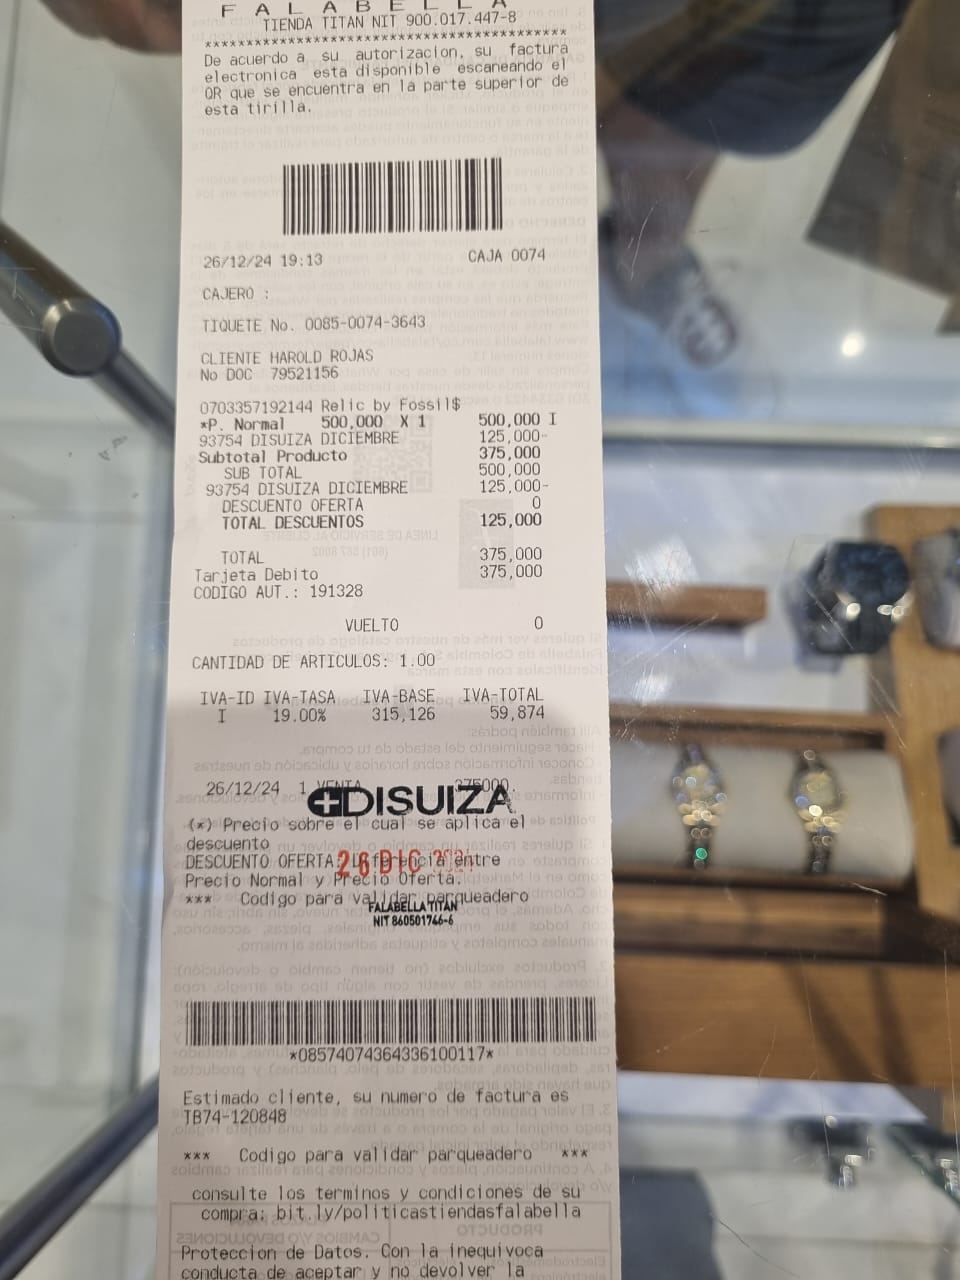 FALABELLA
TIENDA TITAN NIT 900.017.447-8
****************************************
De acuerdo a su autorizacion, su factura
electronica esta disponible escaneando el
QR que se encuentra en la parte superior de
esta tirilla.
26/12/24 19:13 CAJA 0074
CAJERO :
TIQUETE No. 0085-0074-3643
CLIENTE HAROLD ROJAS
No DOC 79521156
0703357192144 Relic by Fossil$
*P. Normal 500,000 X 1 500,000 I
93754 DISUIZA DICIEMBRE 125,000-
Subtotal Producto 375,000
SUB TOTAL 500,000
93754 DISUIZA DICIEMBRE 125,000-
DESCUENTO OFERTA 0
TOTAL DESCUENTOS 125,000
TOTAL 375,000
Tarjeta Debito 375,000
CODIGO AUT.: 191328
VUELTO 0
CANTIDAD DE ARTICULOS: 1.00
IVA-ID IVA-TASA IVA-BASE IVA-TOTAL
I 19.00% 315,126 59,874
26/12/24 1 VENTA 375000.
DISUIZA
(*) Precio sobre el cual se aplica el
descuento
DESCUENTO OFERTA: Diferencia entre
26 DIC 2024
Precio Normal y Precio Oferta.
*** Codigo para validar parqueadero
FALABELLA TITAN
NIT 860501746-6
*08574074364336100117*
Estimado cliente, su numero de factura es
TB74-120848
*** Codigo para validar parqueadero ***
consulte los terminos y condiciones de su
compra: bit.ly/politicastiendasfalabella
Proteccion de Datos. Con la inequivoca
conducta de aceptar y no devolver la